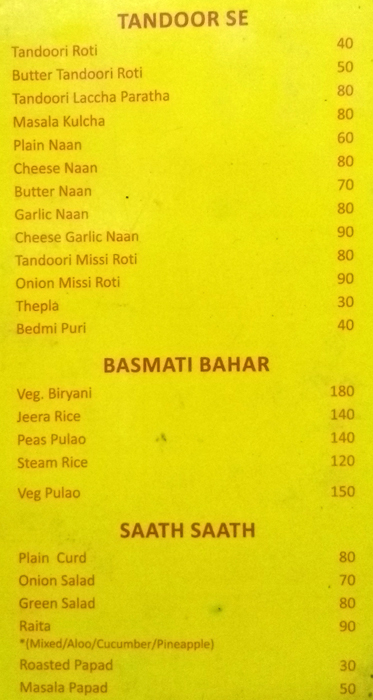 TANDOOR SE
Tandoori Roti 40
Butter Tandoori Roti 50
Tandoori Laccha Paratha 80
Masala Kulcha 80
Plain Naan 60
Cheese Naan 80
Butter Naan 70
Garlic Naan 80
Cheese Garlic Naan 90
Tandoori Missi Roti 80
Onion Missi Roti 90
Thepla 30
Bedmi Puri 40
BASMATI BAHAR
Veg. Biryani 180
Jeera Rice 140
Peas Pulao 140
Steam Rice 120
Veg Pulao 150
SAATH SAATH
Plain Curd 80
Onion Salad 70
Green Salad 80
Raita 90
*(Mixed/Aloo/Cucumber/Pineapple)
Roasted Papad 30
Masala Papad 50